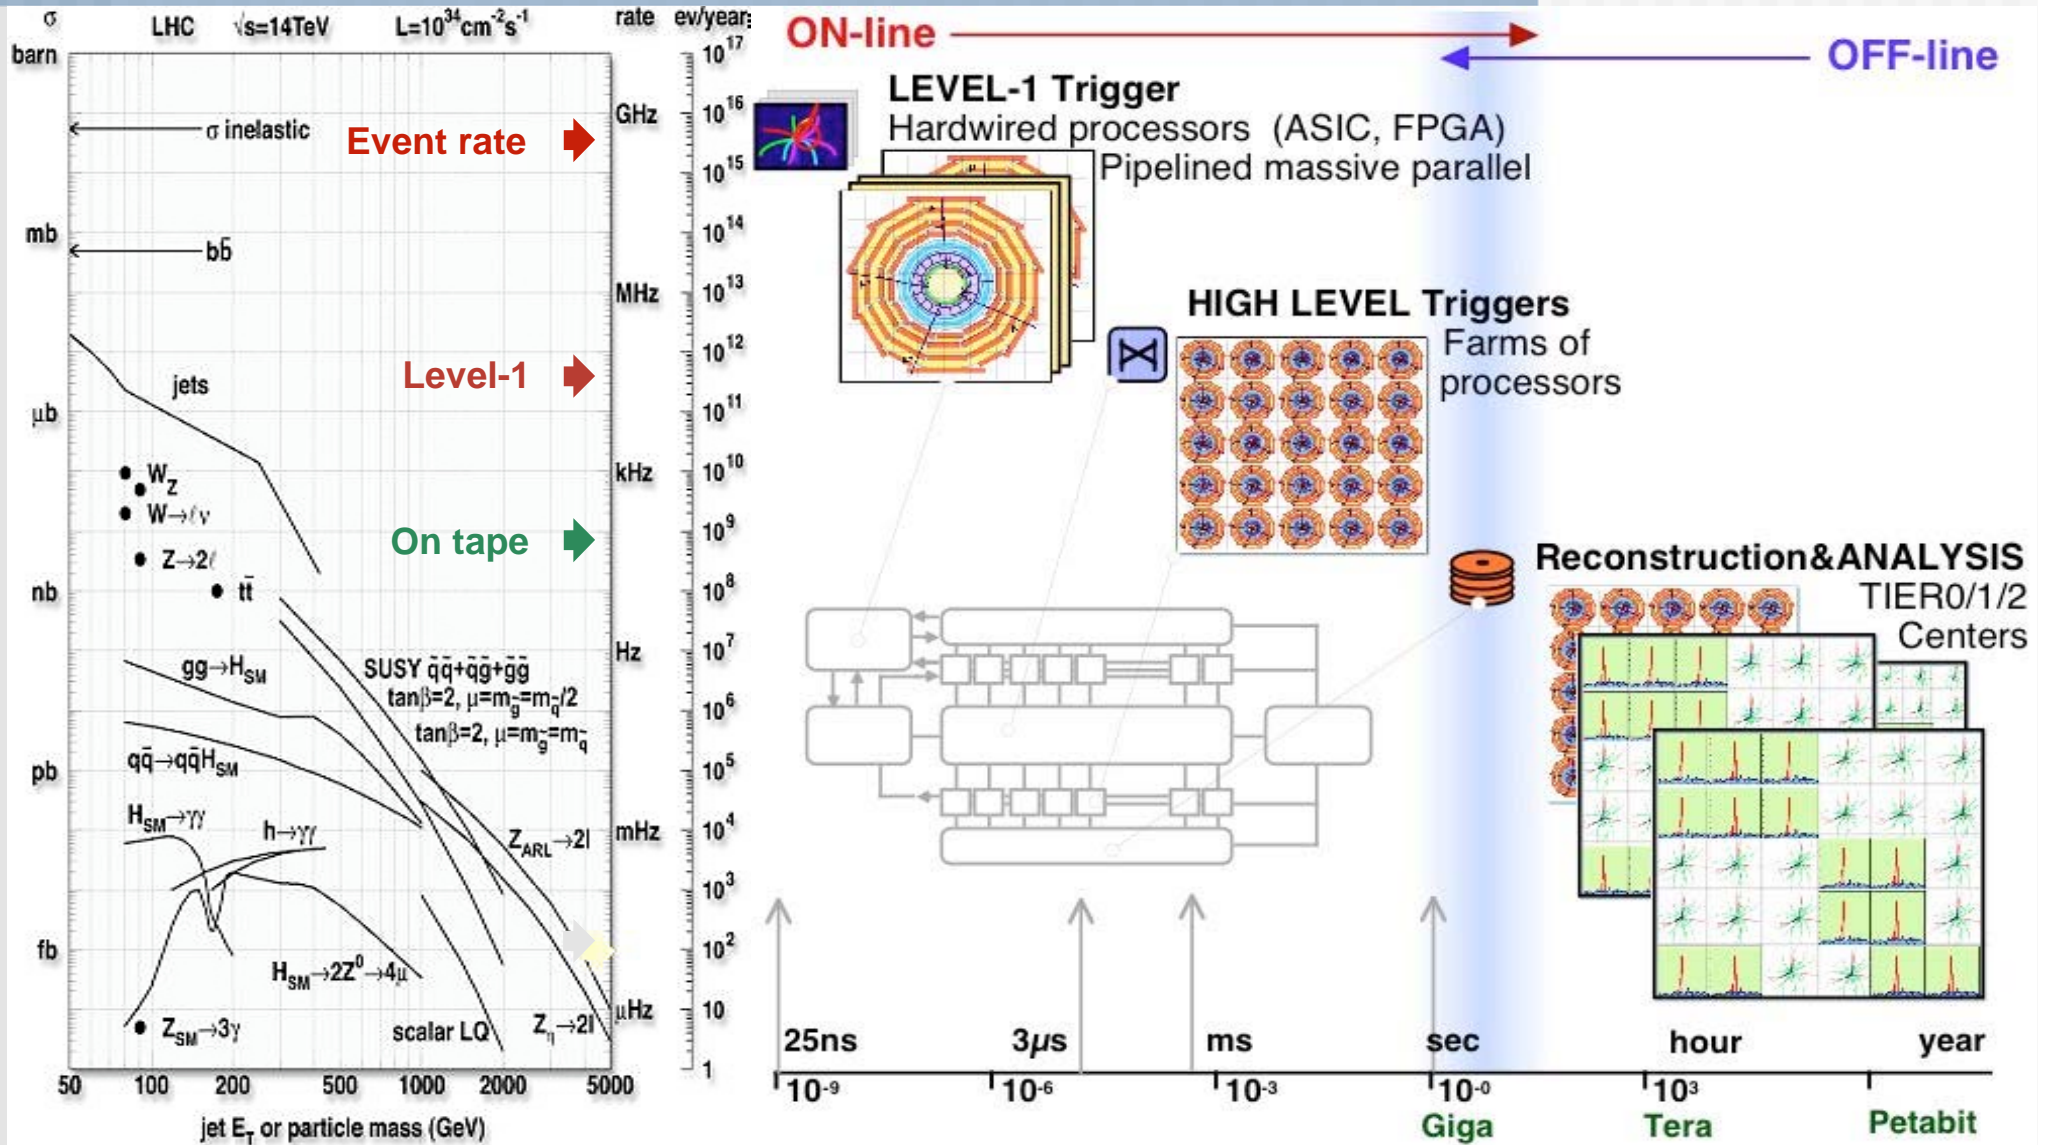 σ LHC √s=14TeV L=10³⁴cm⁻²s⁻¹ rate ev/year
barn
mb
μb
nb
pb
fb
σ inelastic
bb̄
jets
W
Z
W→ℓν
Z→2ℓ
tt̄
gg→H_SM
qq̄→qq̄H_SM
H_SM→γγ
h→γγ
SUSY q̃q̃+q̃g̃+g̃g̃
tanβ=2, μ=m_g̃=m_q̃/2
tanβ=2, μ=m_g̃=m_q̃
Z_ARL→2l
H_SM→2Z⁰→4μ
scalar LQ
Z_η→2l
Z_SM→3γ
Event rate
Level-1
On tape
GHz
MHz
kHz
Hz
mHz
μHz
10¹⁷
10¹⁶
10¹⁵
10¹⁴
10¹³
10¹²
10¹¹
10¹⁰
10⁹
10⁸
10⁷
10⁶
10⁵
10⁴
10³
10²
10
1
50 100 200 500 1000 2000 5000
jet E_T or particle mass (GeV)
ON-line
OFF-line
LEVEL-1 Trigger
Hardwired processors (ASIC, FPGA)
Pipelined massive parallel
HIGH LEVEL Triggers
Farms of
processors
Reconstruction&ANALYSIS
TIER0/1/2
Centers
25ns 3μs ms sec hour year
10⁻⁹ 10⁻⁶ 10⁻³ 10⁻⁰ 10³
Giga Tera Petabit